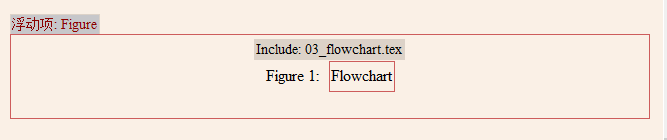 浮动项: Figure
Include: 03_flowchart.tex
Figure 1: Flowchart